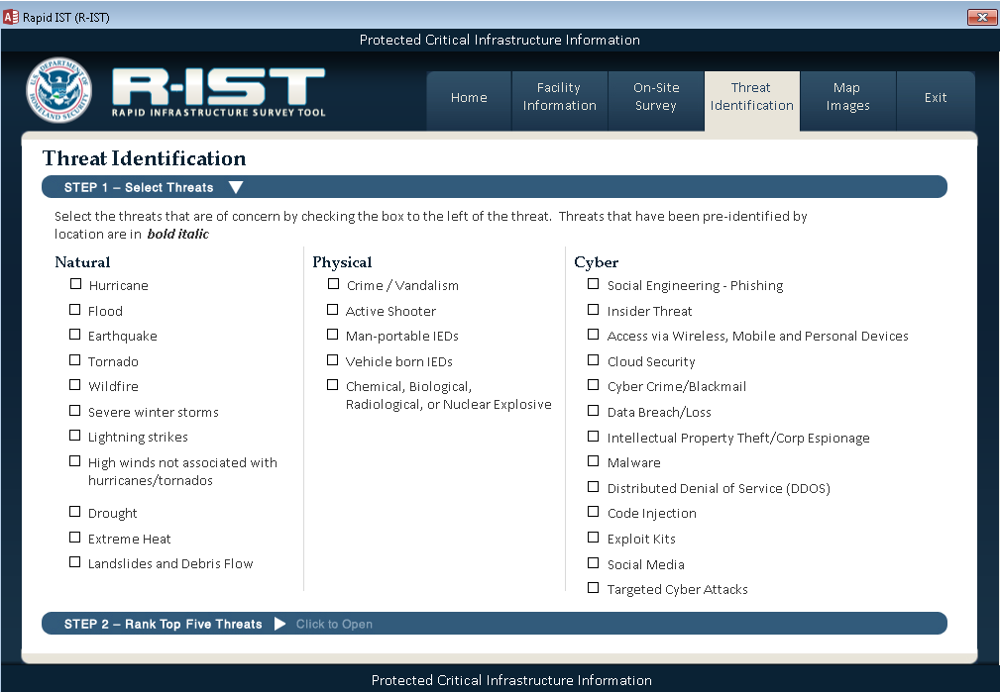 Rapid IST (R-IST)
Protected Critical Infrastructure Information
U.S. DEPARTMENT OF HOMELAND SECURITY
R-IST
RAPID INFRASTRUCTURE SURVEY TOOL
Home
Facility
Information
On-Site
Survey
Threat
Identification
Map
Images
Exit
Threat Identification
STEP 1 – Select Threats
Select the threats that are of concern by checking the box to the left of the threat. Threats that have been pre-identified by
location are in bold italic
Natural
Hurricane
Flood
Earthquake
Tornado
Wildfire
Severe winter storms
Lightning strikes
High winds not associated with
hurricanes/tornados
Drought
Extreme Heat
Landslides and Debris Flow
Physical
Crime / Vandalism
Active Shooter
Man-portable IEDs
Vehicle born IEDs
Chemical, Biological,
Radiological, or Nuclear Explosive
Cyber
Social Engineering - Phishing
Insider Threat
Access via Wireless, Mobile and Personal Devices
Cloud Security
Cyber Crime/Blackmail
Data Breach/Loss
Intellectual Property Theft/Corp Espionage
Malware
Distributed Denial of Service (DDOS)
Code Injection
Exploit Kits
Social Media
Targeted Cyber Attacks
STEP 2 – Rank Top Five Threats
Click to Open
Protected Critical Infrastructure Information